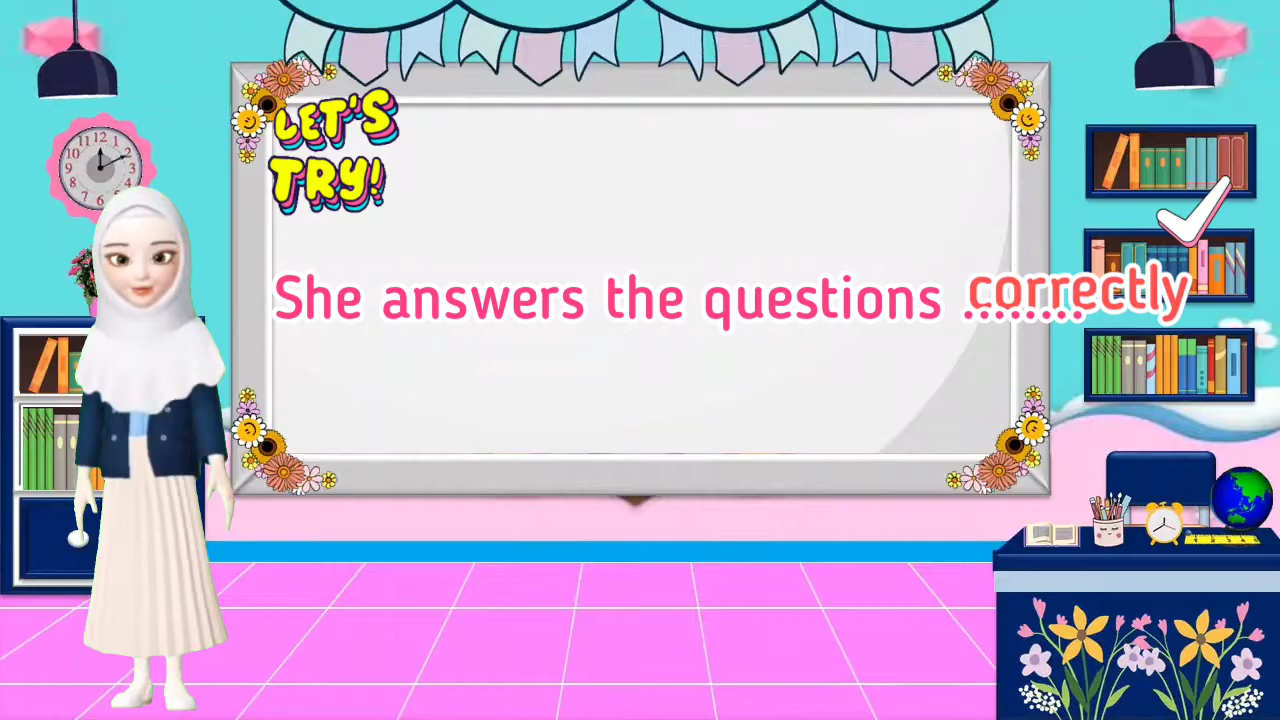 LET'S
TRY!
She answers the questions ........ correctly